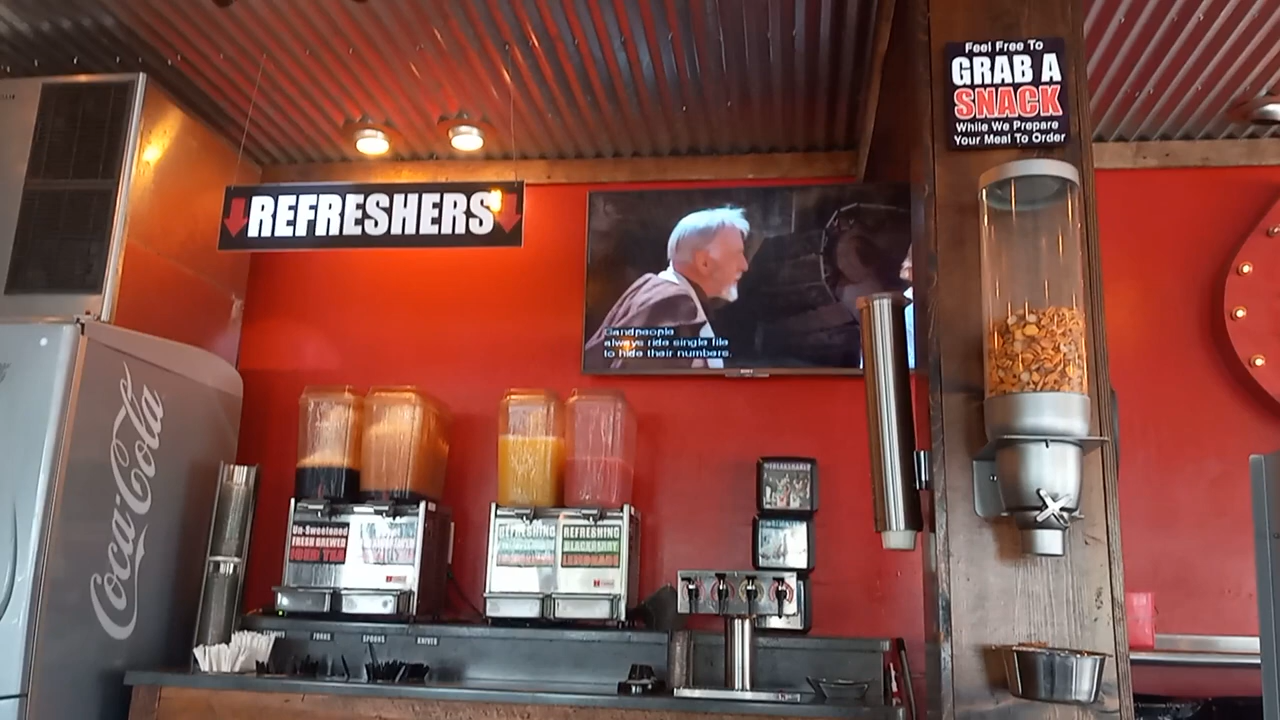 Feel Free To
GRAB A
SNACK
While We Prepare
Your Meal To Order
REFRESHERS
Sandpeople
always ride single file
to hide their numbers.
Coca-Cola
Un-Sweetened
FRESH BREWED
ICED TEA
REFRESHING
REFRESHING
BLACKBERRY
LEMONADE
FORKS
SPOONS
KNIVES